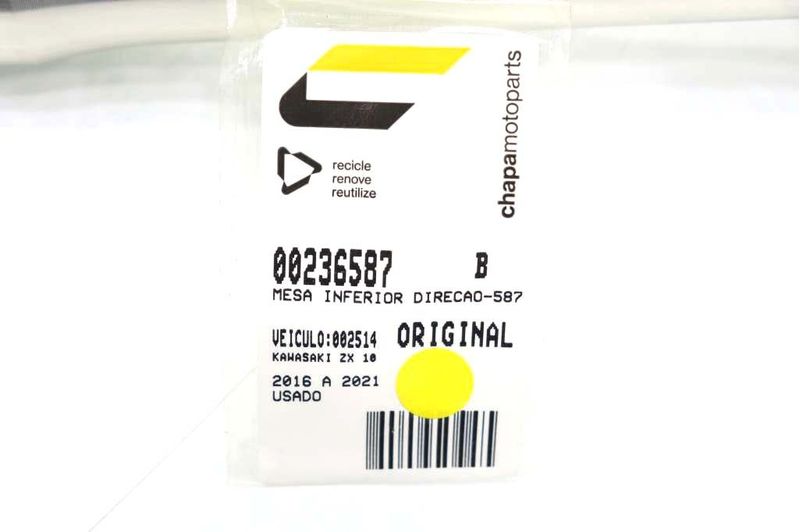 recicle
renove
reutilize
chapamotoparts
00236587 B
MESA INFERIOR DIRECAO-587
VEICULO:002514 ORIGINAL
KAWASAKI ZX 10
2016 A 2021
USADO